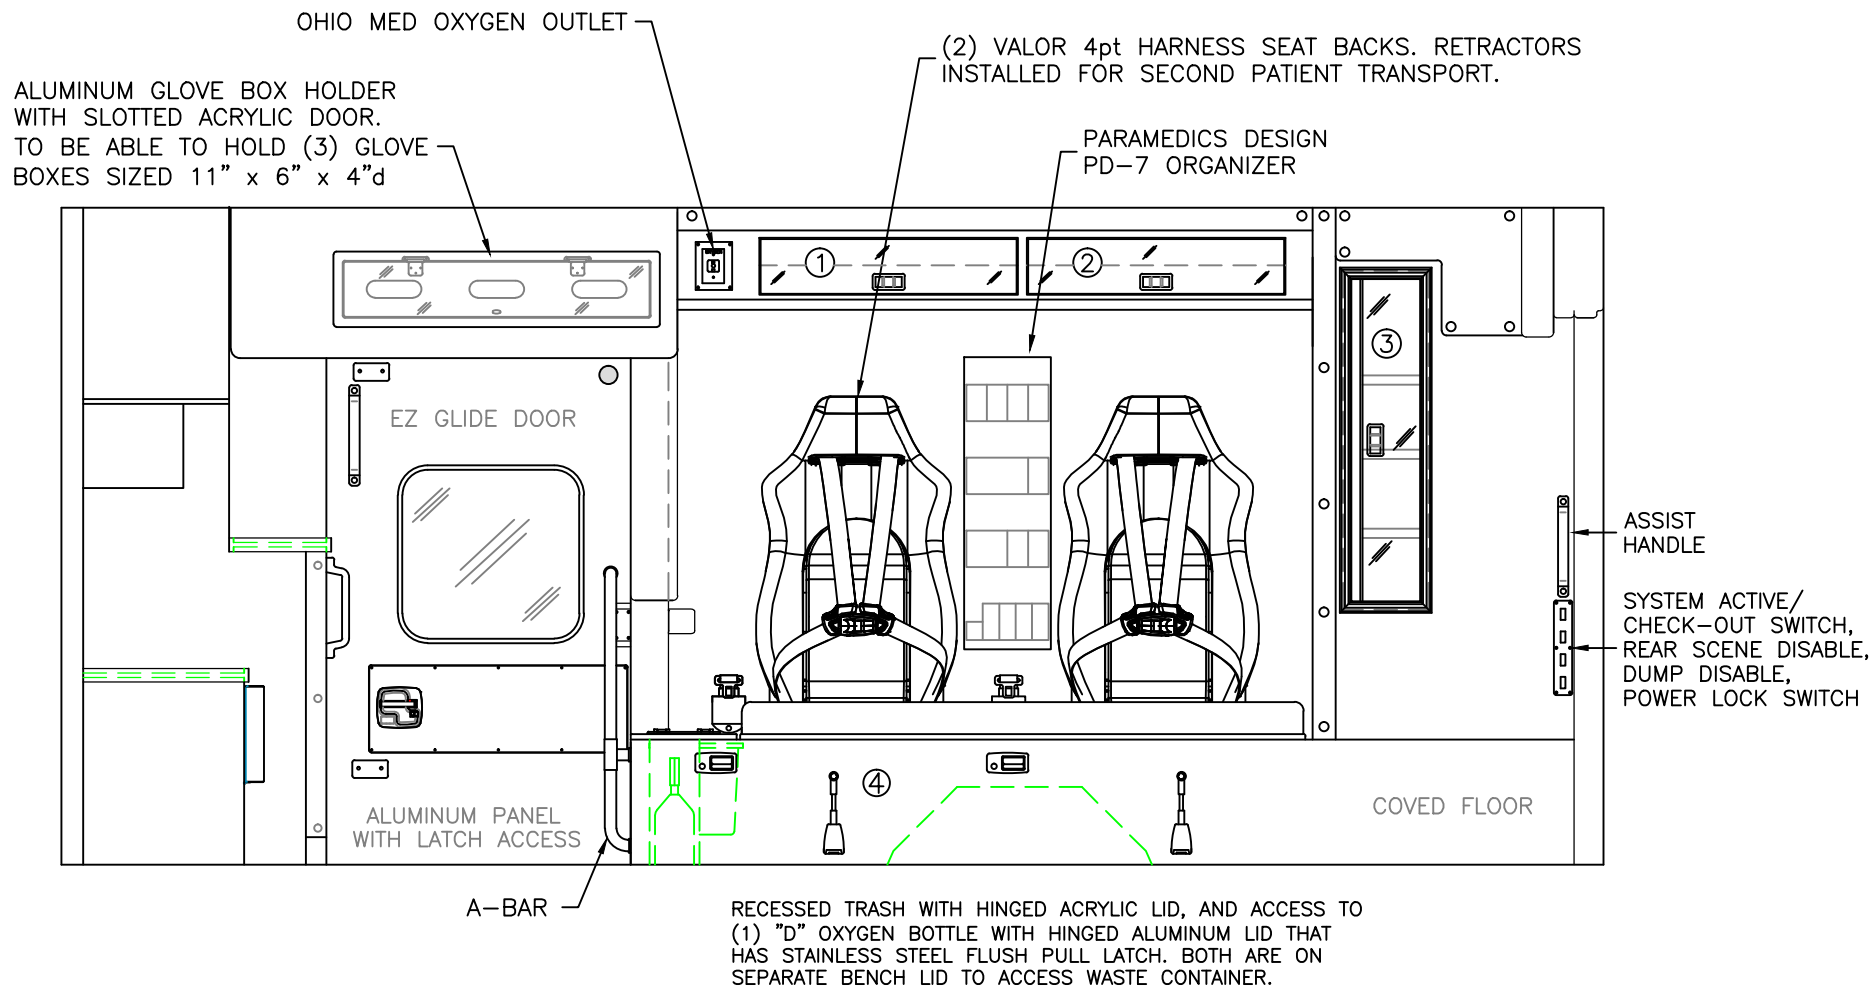 OHIO MED OXYGEN OUTLET
(2) VALOR 4pt HARNESS SEAT BACKS. RETRACTORS
INSTALLED FOR SECOND PATIENT TRANSPORT.
ALUMINUM GLOVE BOX HOLDER
WITH SLOTTED ACRYLIC DOOR.
TO BE ABLE TO HOLD (3) GLOVE
BOXES SIZED 11" x 6" x 4"d
PARAMEDICS DESIGN
PD-7 ORGANIZER
1
2
3
EZ GLIDE DOOR
ASSIST
HANDLE
SYSTEM ACTIVE/
CHECK-OUT SWITCH,
REAR SCENE DISABLE,
DUMP DISABLE,
POWER LOCK SWITCH
4
ALUMINUM PANEL
WITH LATCH ACCESS
COVED FLOOR
A-BAR
RECESSED TRASH WITH HINGED ACRYLIC LID, AND ACCESS TO
(1) "D" OXYGEN BOTTLE WITH HINGED ALUMINUM LID THAT
HAS STAINLESS STEEL FLUSH PULL LATCH. BOTH ARE ON
SEPARATE BENCH LID TO ACCESS WASTE CONTAINER.